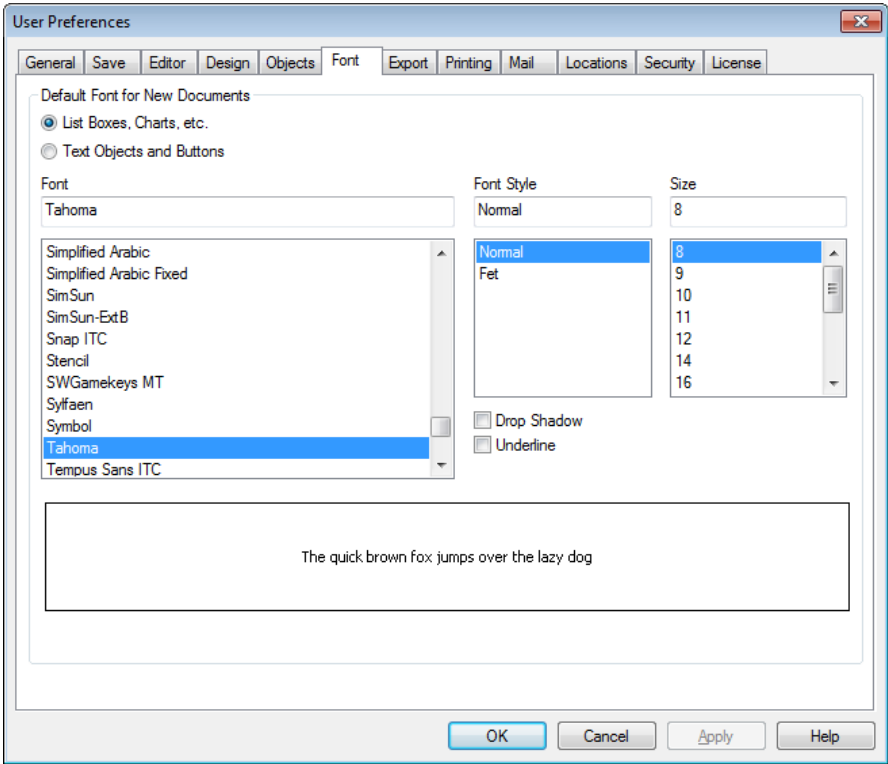 User Preferences
General Save Editor Design Objects Font Export Printing Mail Locations Security License
Default Font for New Documents
List Boxes, Charts, etc.
Text Objects and Buttons
Font Font Style Size
Tahoma Normal 8
Simplified Arabic Normal 8
Simplified Arabic Fixed Fet 9
SimSun 10
SimSun-ExtB 11
Snap ITC 12
Stencil 14
SWGamekeys MT 16
Sylfaen
Symbol Drop Shadow
Tahoma Underline
Tempus Sans ITC
The quick brown fox jumps over the lazy dog
OK Cancel Apply Help